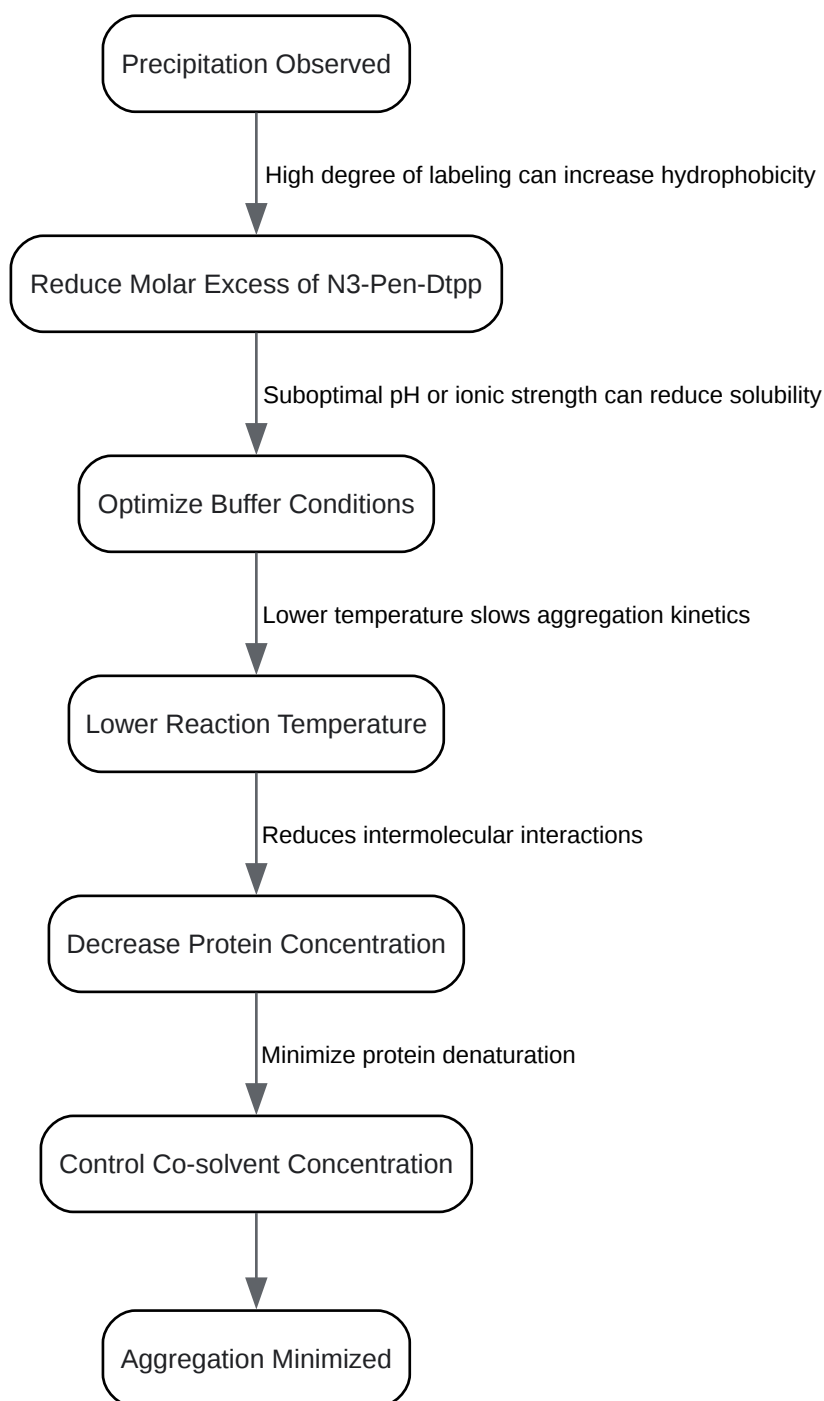 Precipitation Observed
High degree of labeling can increase hydrophobicity
Reduce Molar Excess of N3-Pen-Dtpp
Suboptimal pH or ionic strength can reduce solubility
Optimize Buffer Conditions
Lower temperature slows aggregation kinetics
Lower Reaction Temperature
Reduces intermolecular interactions
Decrease Protein Concentration
Minimize protein denaturation
Control Co-solvent Concentration
Aggregation Minimized